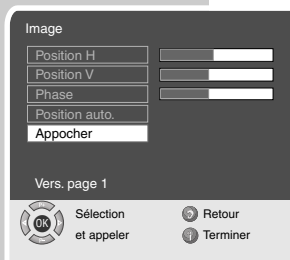 Image
Position H
Position V
Phase
Position auto.
Appocher
Vers. page 1
OK
Sélection
et appeler
Retour
i Terminer